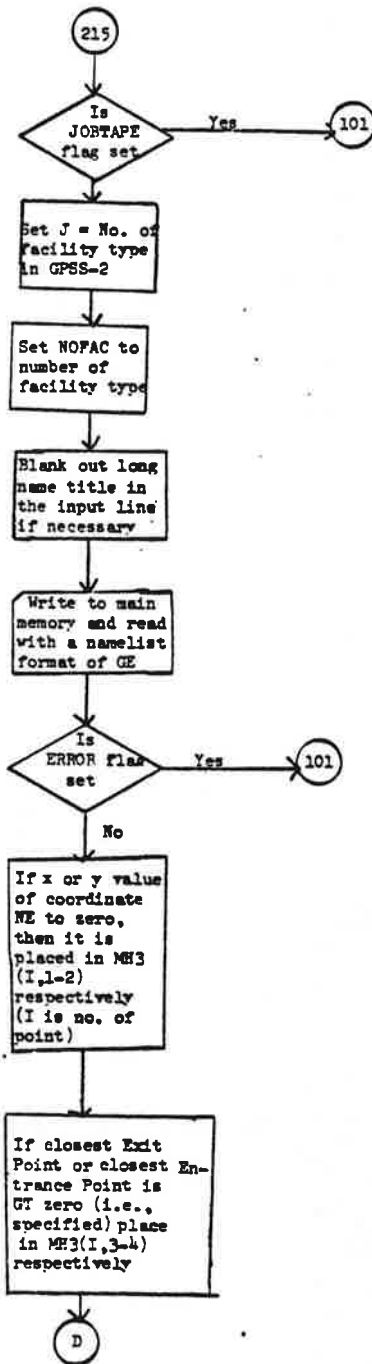 215
Is
JOBTAPE
flag set
Yes
101
Set J = No. of
facility type
in GPSS-2
Set NOFAC to
number of
facility type
Blank out long
name title in
the input line
if necessary
Write to main
memory and read
with a namelist
format of GE
Is
ERROR flag
set
Yes
101
No
If x or y value
of coordinate
NE to zero,
then it is
placed in MH3
(I,1-2)
respectively
(I is no. of
point)
If closest Exit
Point or closest En-
trance Point is
GT zero (i.e.,
specified) place
in MH3(I,3-4)
respectively
D